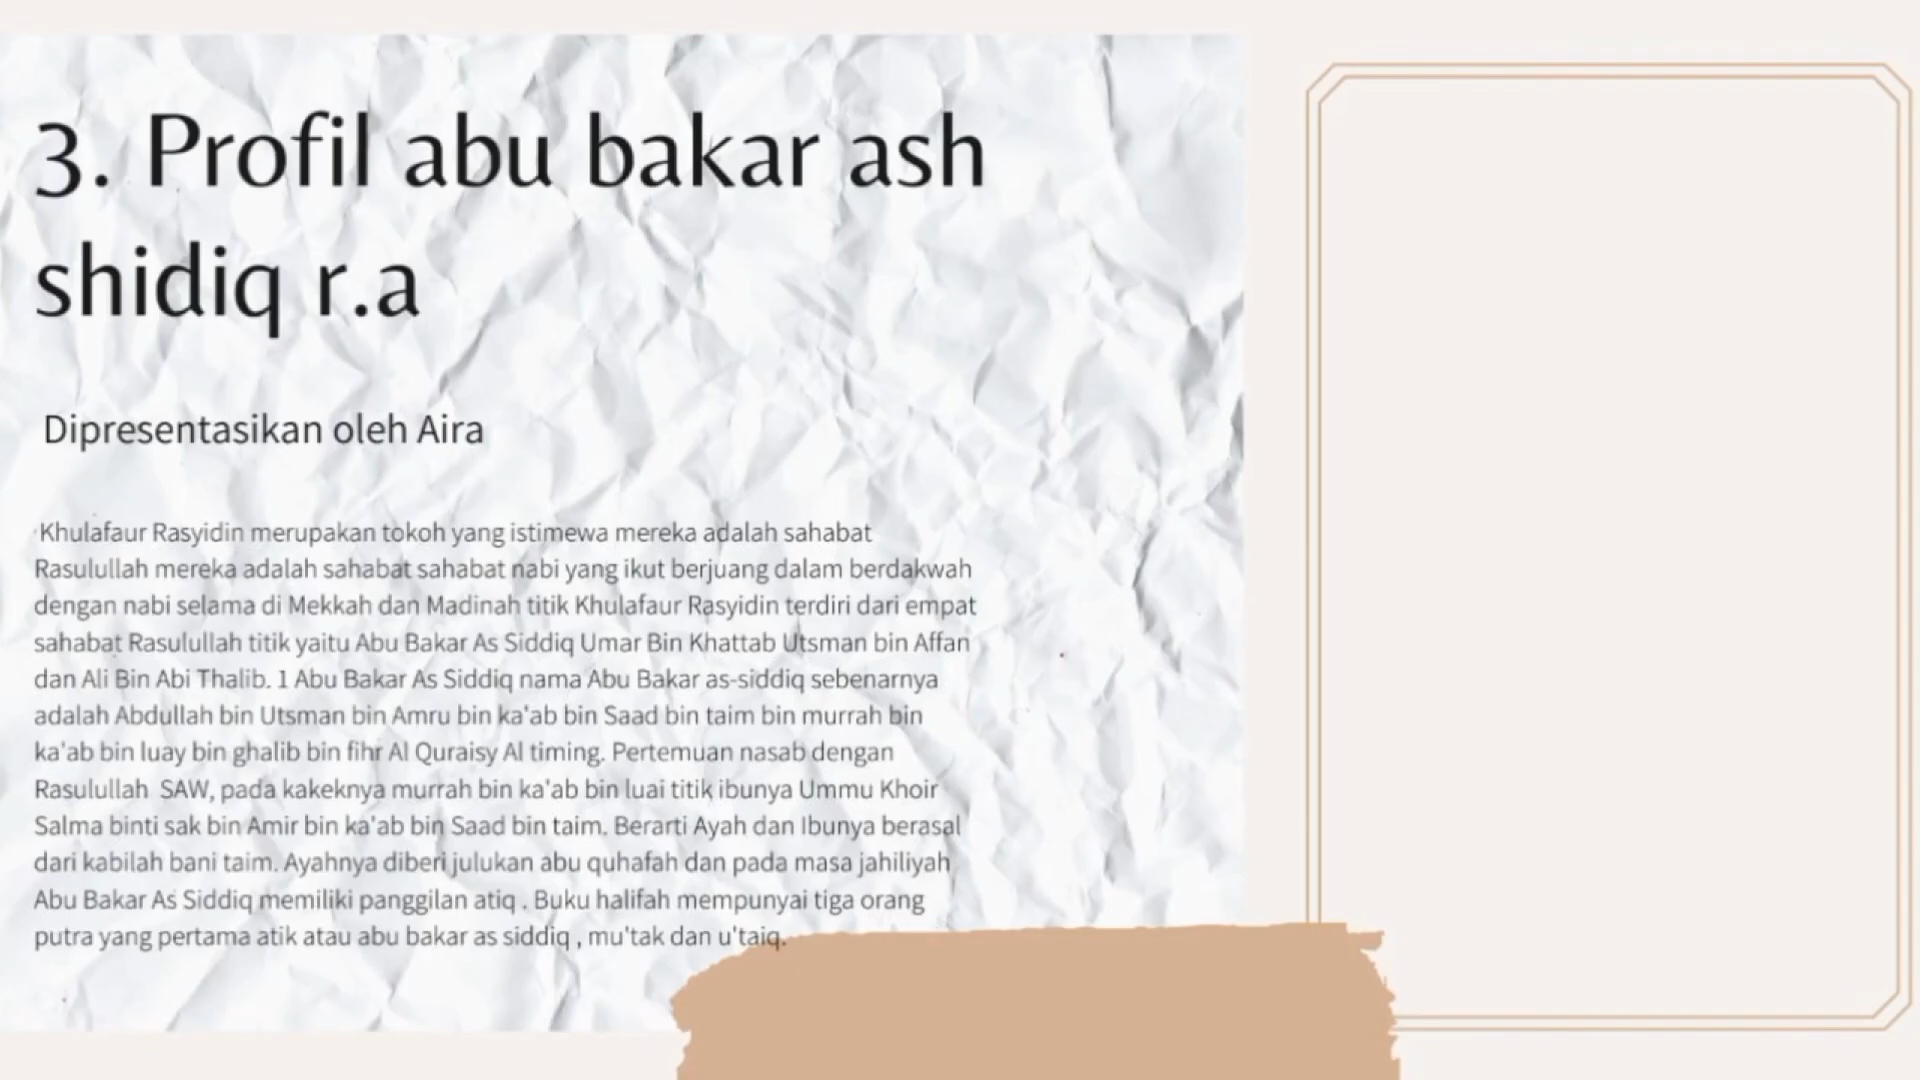 3. Profil abu bakar ash
shidiq r.a
Dipresentasikan oleh Aira
Khulafaur Rasyidin merupakan tokoh yang istimewa mereka adalah sahabat
Rasulullah mereka adalah sahabat sahabat nabi yang ikut berjuang dalam berdakwah
dengan nabi selama di Mekkah dan Madinah titik Khulafaur Rasyidin terdiri dari empat
sahabat Rasulullah titik yaitu Abu Bakar As Siddiq Umar Bin Khattab Utsman bin Affan
dan Ali Bin Abi Thalib. 1 Abu Bakar As Siddiq nama Abu Bakar as-siddiq sebenarnya
adalah Abdullah bin Utsman bin Amru bin ka'ab bin Saad bin taim bin murrah bin
ka'ab bin luay bin ghalib bin fihr Al Quraisy Al timing. Pertemuan nasab dengan
Rasulullah  SAW, pada kakeknya murrah bin ka'ab bin luai titik ibunya Ummu Khoir
Salma binti sak bin Amir bin ka'ab bin Saad bin taim. Berarti Ayah dan Ibunya berasal
dari kabilah bani taim. Ayahnya diberi julukan abu quhafah dan pada masa jahiliyah
Abu Bakar As Siddiq memiliki panggilan atiq . Buku halifah mempunyai tiga orang
putra yang pertama atik atau abu bakar as siddiq , mu'tak dan u'taiq.